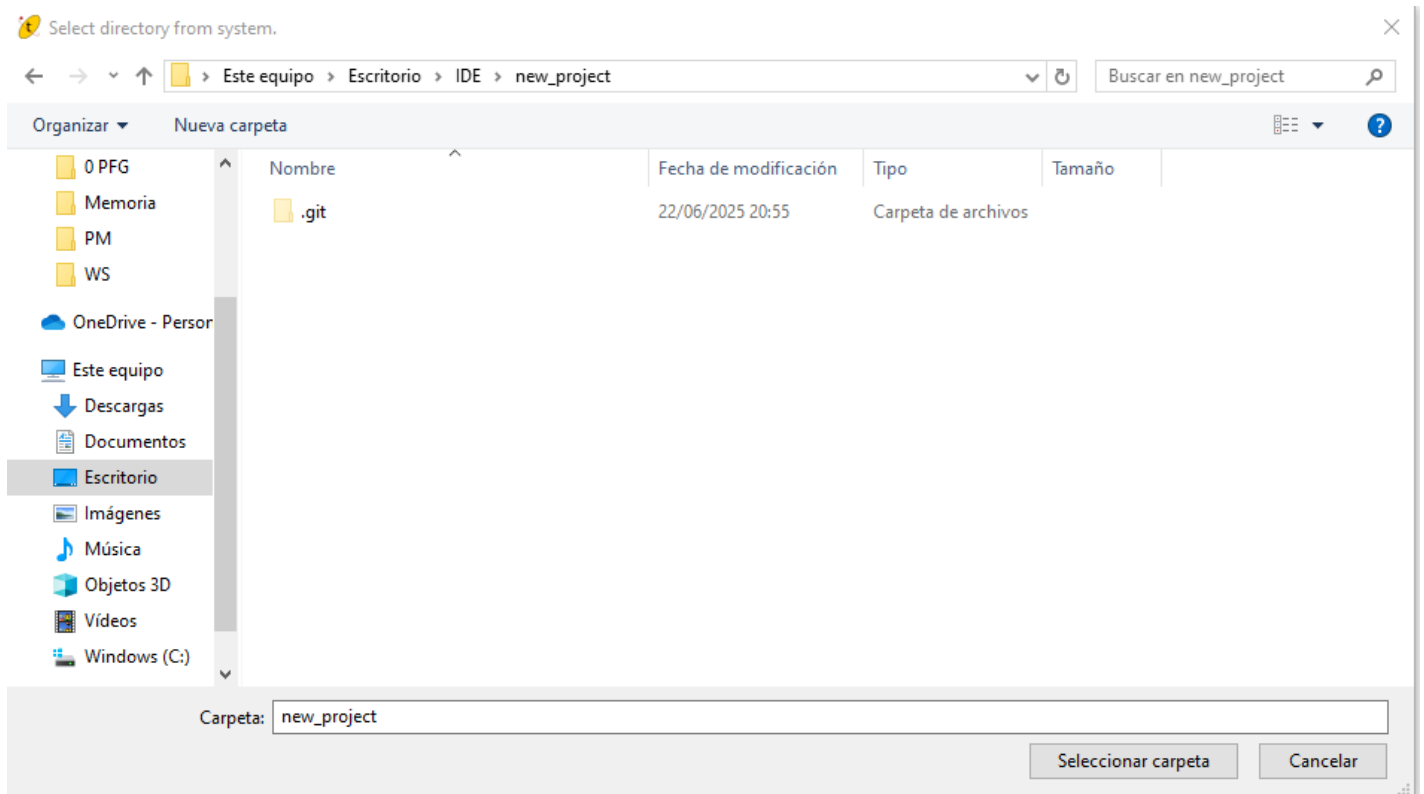 Select directory from system.
Este equipo > Escritorio > IDE > new_project
Buscar en new_project
Organizar
Nueva carpeta
?
Nombre
Fecha de modificación
Tipo
Tamaño
.git
22/06/2025 20:55
Carpeta de archivos
0 PFG
Memoria
PM
WS
OneDrive - Person
Este equipo
Descargas
Documentos
Escritorio
Imágenes
Música
Objetos 3D
Vídeos
Windows (C:)
Carpeta: new_project
Seleccionar carpeta
Cancelar